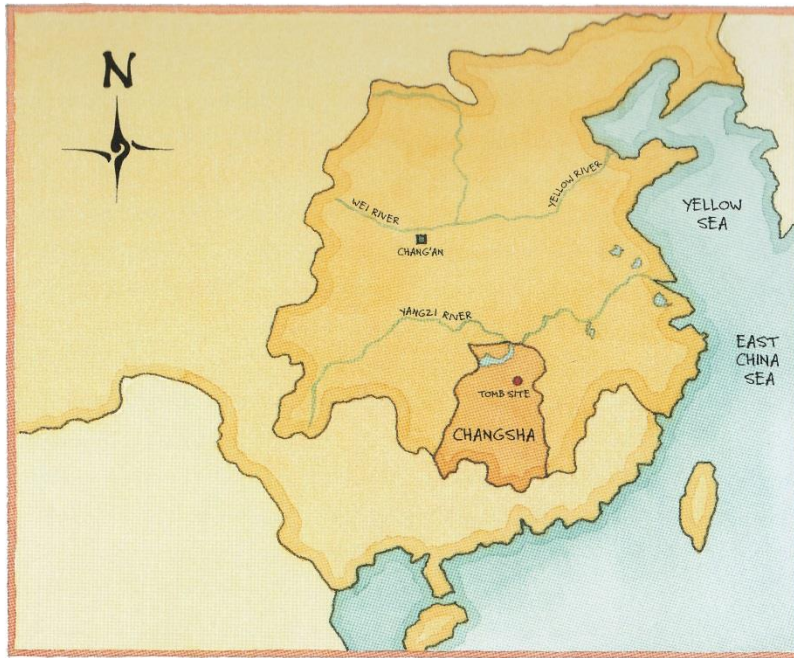 N
WEI RIVER
YELLOW RIVER
YELLOW
SEA
CHANG'AN
YANGZI RIVER
EAST
CHINA
SEA
TOMB SITE
CHANGSHA